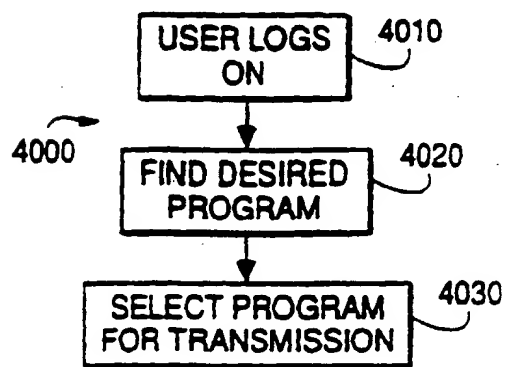 USER LOGS
ON
4010
4000
FIND DESIRED
PROGRAM
4020
SELECT PROGRAM
FOR TRANSMISSION
4030